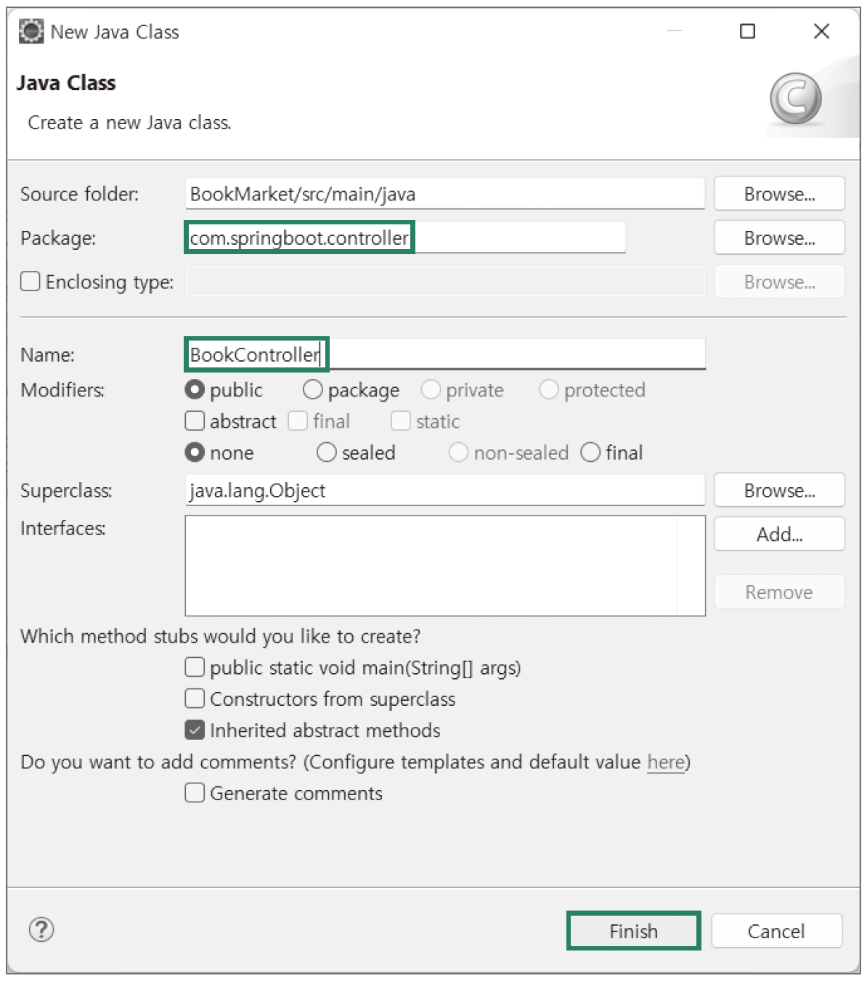 New Java Class
Java Class
Create a new Java class.
Source folder: BookMarket/src/main/java Browse...
Package: com.springboot.controller Browse...
Enclosing type: Browse...
Name: BookController
Modifiers: public package private protected
abstract final static
none sealed non-sealed final
Superclass: java.lang.Object Browse...
Interfaces: Add...
Remove
Which method stubs would you like to create?
public static void main(String[] args)
Constructors from superclass
Inherited abstract methods
Do you want to add comments? (Configure templates and default value here)
Generate comments
? Finish Cancel